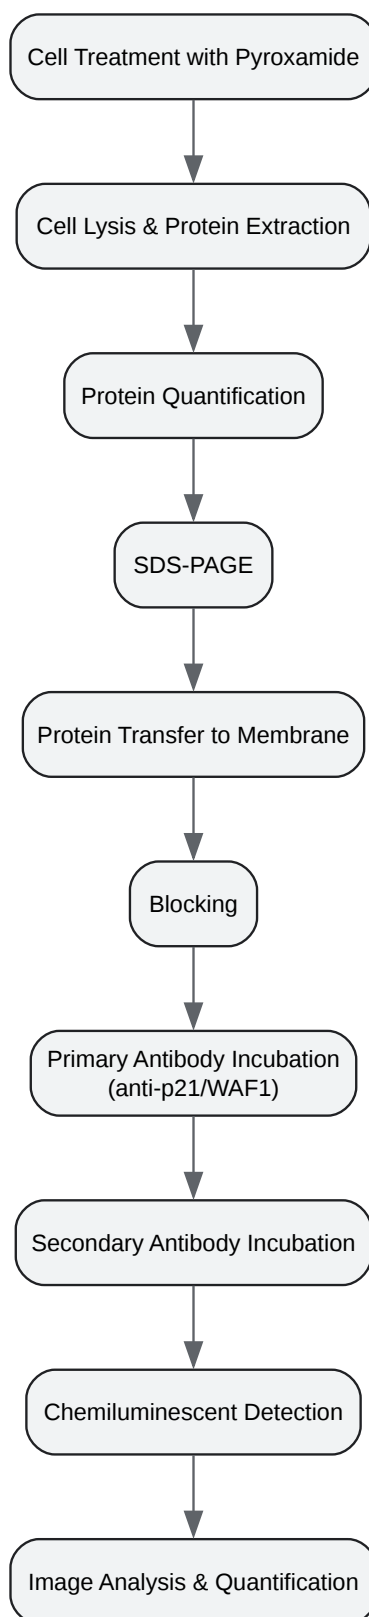 Cell Treatment with Pyroxamide
Cell Lysis & Protein Extraction
Protein Quantification
SDS-PAGE
Protein Transfer to Membrane
Blocking
Primary Antibody Incubation
(anti-p21/WAF1)
Secondary Antibody Incubation
Chemiluminescent Detection
Image Analysis & Quantification